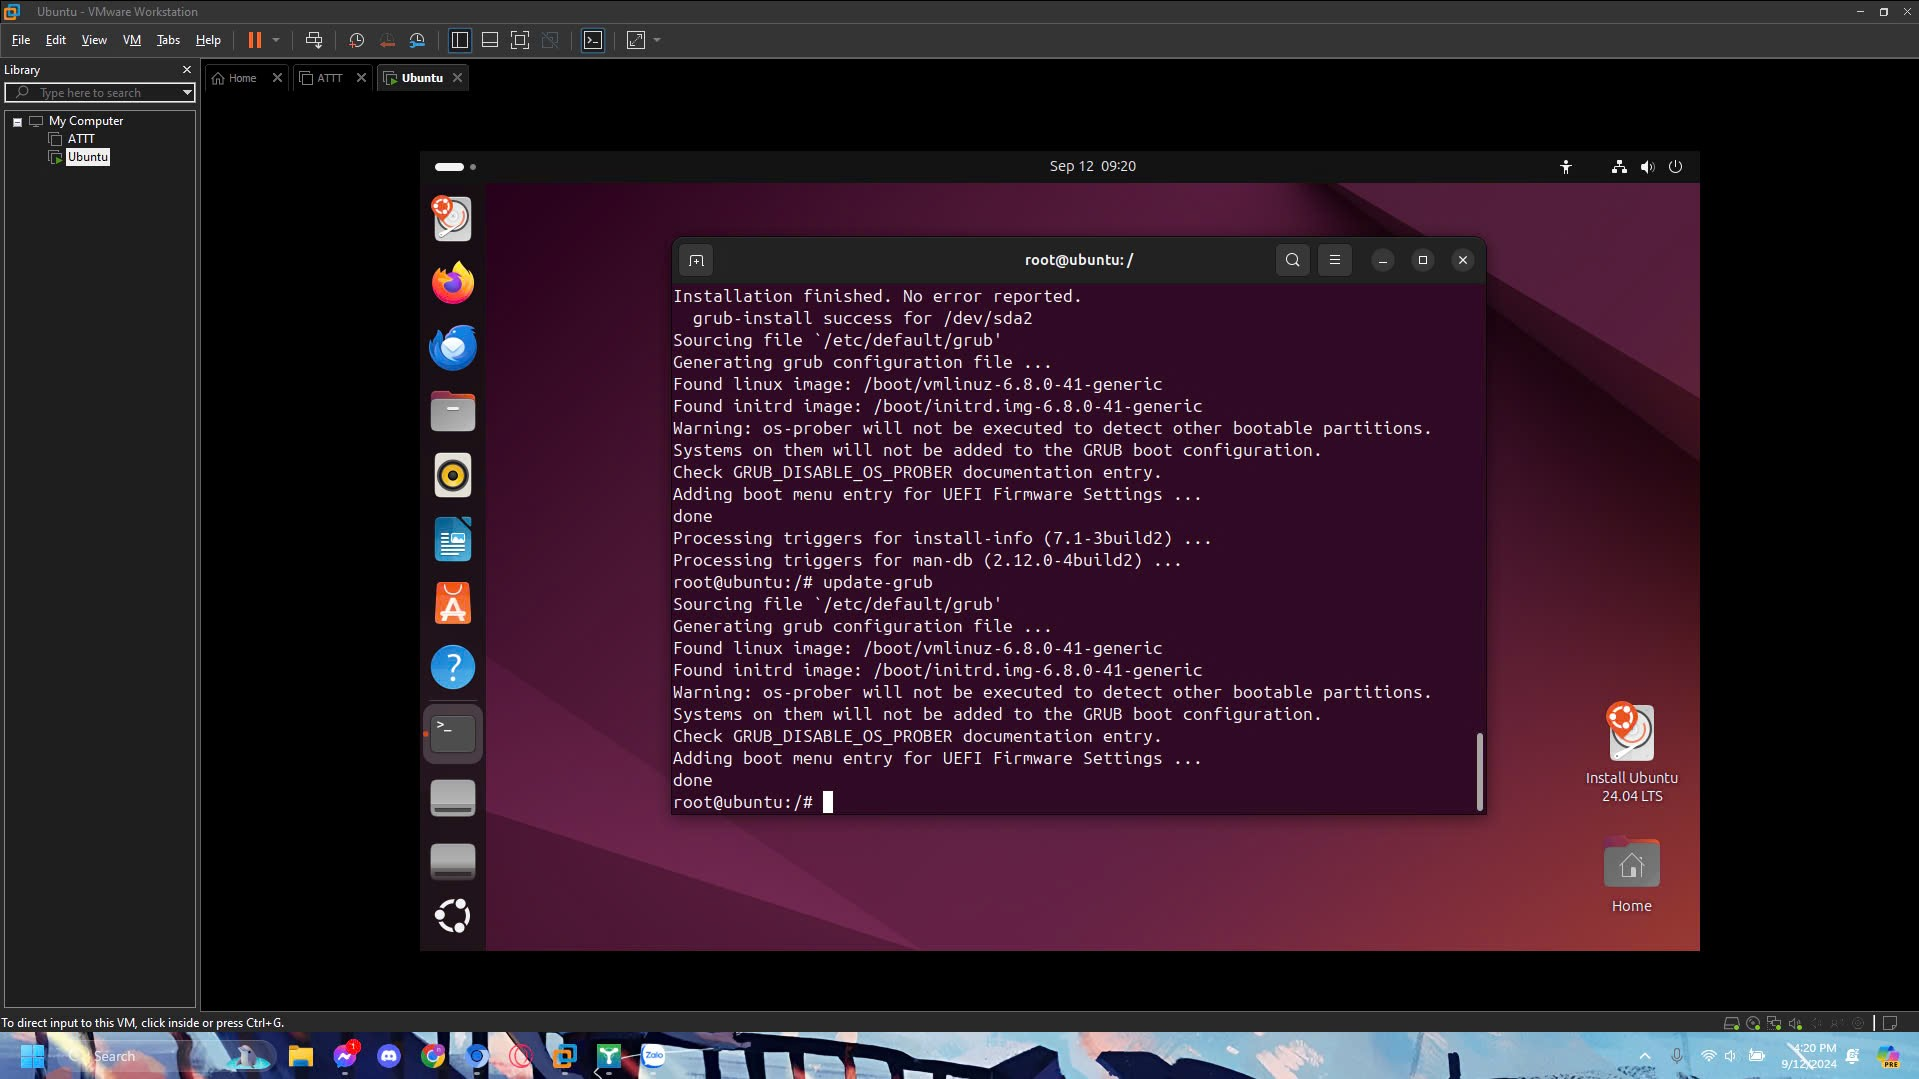 Ubuntu - VMware Workstation
File Edit View VM Tabs Help
Library
Type here to search
My Computer
ATTT
Ubuntu
Home
ATTT
Ubuntu
Sep 12 09:20
root@ubuntu: /
Installation finished. No error reported.
grub-install success for /dev/sda2
Sourcing file `/etc/default/grub'
Generating grub configuration file ...
Found linux image: /boot/vmlinuz-6.8.0-41-generic
Found initrd image: /boot/initrd.img-6.8.0-41-generic
Warning: os-prober will not be executed to detect other bootable partitions.
Systems on them will not be added to the GRUB boot configuration.
Check GRUB_DISABLE_OS_PROBER documentation entry.
Adding boot menu entry for UEFI Firmware Settings ...
done
Processing triggers for install-info (7.1-3build2) ...
Processing triggers for man-db (2.12.0-4build2) ...
root@ubuntu:/# update-grub
Sourcing file `/etc/default/grub'
Generating grub configuration file ...
Found linux image: /boot/vmlinuz-6.8.0-41-generic
Found initrd image: /boot/initrd.img-6.8.0-41-generic
Warning: os-prober will not be executed to detect other bootable partitions.
Systems on them will not be added to the GRUB boot configuration.
Check GRUB_DISABLE_OS_PROBER documentation entry.
Adding boot menu entry for UEFI Firmware Settings ...
done
root@ubuntu:/#
Install Ubuntu
24.04 LTS
Home
To direct input to this VM, click inside or press Ctrl+G.
Search
1
Zalo
4:20 PM
9/12/2024
PRE